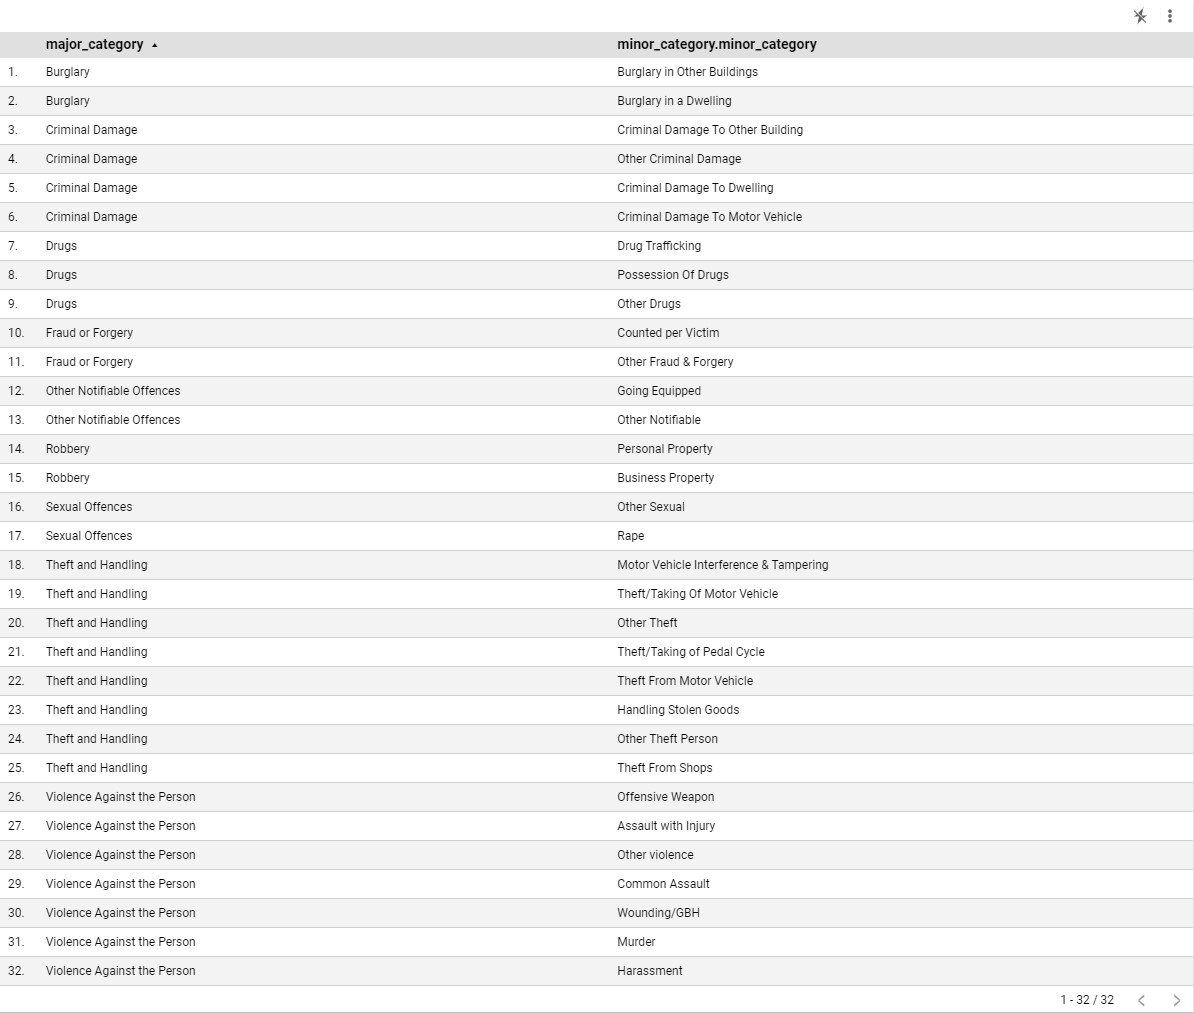 major_category minor_category.minor_category
1. Burglary Burglary in Other Buildings
2. Burglary Burglary in a Dwelling
3. Criminal Damage Criminal Damage To Other Building
4. Criminal Damage Other Criminal Damage
5. Criminal Damage Criminal Damage To Dwelling
6. Criminal Damage Criminal Damage To Motor Vehicle
7. Drugs Drug Trafficking
8. Drugs Possession Of Drugs
9. Drugs Other Drugs
10. Fraud or Forgery Counted per Victim
11. Fraud or Forgery Other Fraud & Forgery
12. Other Notifiable Offences Going Equipped
13. Other Notifiable Offences Other Notifiable
14. Robbery Personal Property
15. Robbery Business Property
16. Sexual Offences Other Sexual
17. Sexual Offences Rape
18. Theft and Handling Motor Vehicle Interference & Tampering
19. Theft and Handling Theft/Taking Of Motor Vehicle
20. Theft and Handling Other Theft
21. Theft and Handling Theft/Taking of Pedal Cycle
22. Theft and Handling Theft From Motor Vehicle
23. Theft and Handling Handling Stolen Goods
24. Theft and Handling Other Theft Person
25. Theft and Handling Theft From Shops
26. Violence Against the Person Offensive Weapon
27. Violence Against the Person Assault with Injury
28. Violence Against the Person Other violence
29. Violence Against the Person Common Assault
30. Violence Against the Person Wounding/GBH
31. Violence Against the Person Murder
32. Violence Against the Person Harassment
1 - 32 / 32